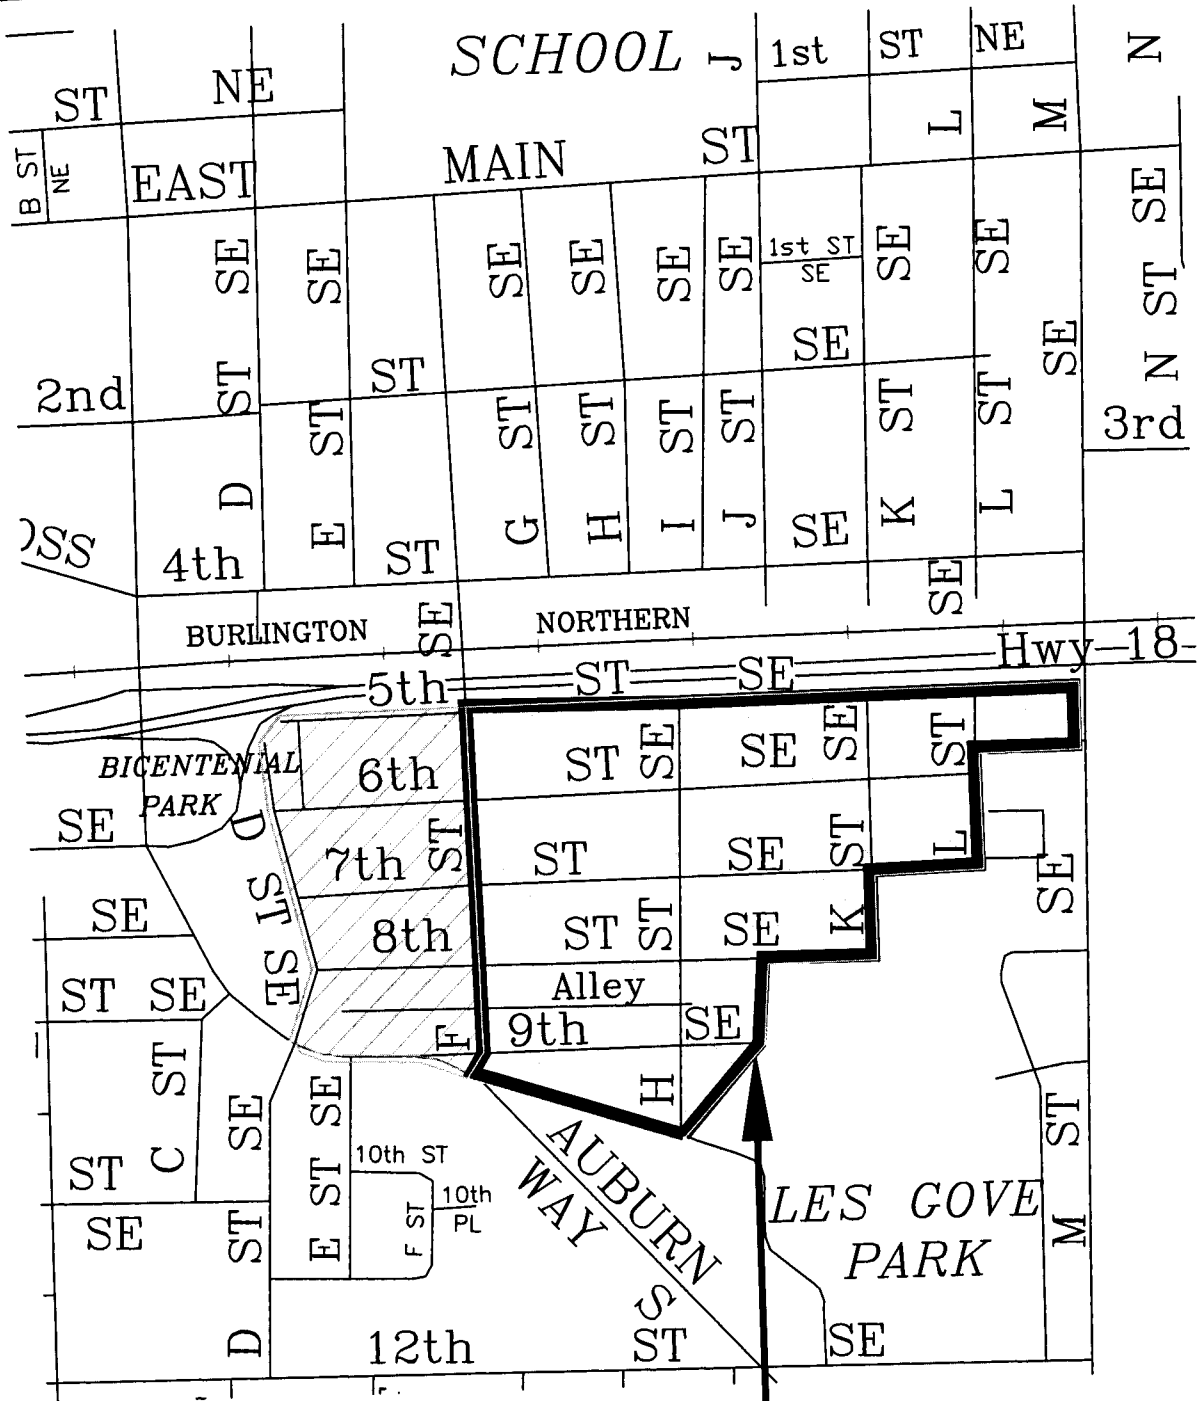 SCHOOL
J
1st ST NE
N
ST NE
L
M
B ST
NE
EAST MAIN ST
D ST SE
E ST SE
G ST SE
H ST SE
I ST SE
J ST SE
1st ST
SE
K ST SE
L ST SE
SE
N ST SE
2nd ST SE
3rd
OSS
4th ST SE
SE
BURLINGTON NORTHERN
SE
Hwy 18
5th ST SE
BICENTENIAL
PARK
6th ST SE
SE
7th ST SE
SE
8th ST SE
SE
Alley
9th SE
F ST
H ST SE
K ST SE
L ST
D ST SE
ST SE
C ST
D ST SE
E ST SE
10th ST
10th
PL
F ST
ST
SE
AUBURN
WAY
S
LES GOVE
PARK
M ST
12th ST SE